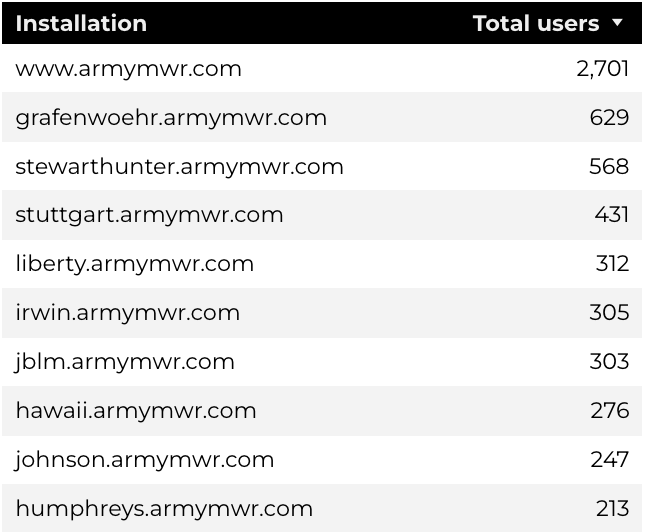 Installation Total users ▼
www.armymwr.com 2,701
grafenwoehr.armymwr.com 629
stewarthunter.armymwr.com 568
stuttgart.armymwr.com 431
liberty.armymwr.com 312
irwin.armymwr.com 305
jblm.armymwr.com 303
hawaii.armymwr.com 276
johnson.armymwr.com 247
humphreys.armymwr.com 213